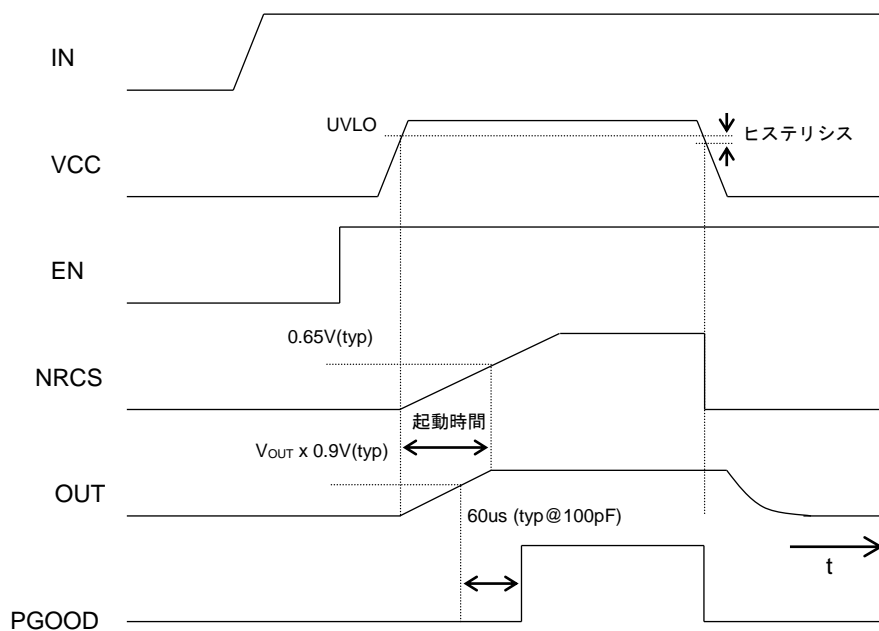 IN
UVLO
ヒステリシス
VCC
EN
0.65V(typ)
NRCS
起動時間
VOUT x 0.9V(typ)
OUT
60us (typ@100pF)
t
PGOOD